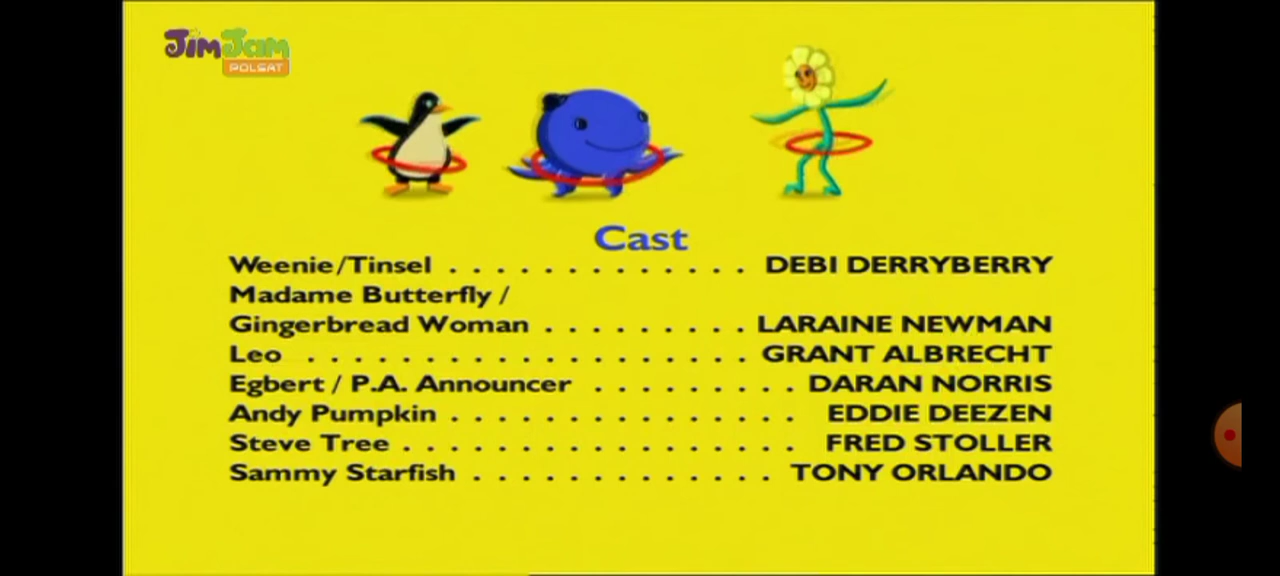 JimJam
POLSAT
Cast
Weenie/Tinsel . . . . . . . . . . . . . DEBI DERRYBERRY
Madame Butterfly /
Gingerbread Woman . . . . . . . . . LARAINE NEWMAN
Leo . . . . . . . . . . . . . . . . . . . GRANT ALBRECHT
Egbert / P.A. Announcer . . . . . . . . . DARAN NORRIS
Andy Pumpkin . . . . . . . . . . . . . . . EDDIE DEEZEN
Steve Tree . . . . . . . . . . . . . . . . . FRED STOLLER
Sammy Starfish . . . . . . . . . . . . . TONY ORLANDO